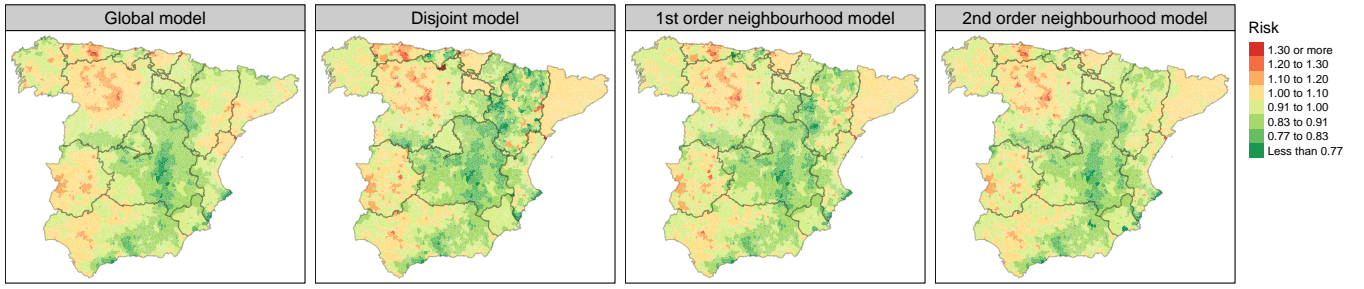 Global model
Disjoint model
1st order neighbourhood model
2nd order neighbourhood model
Risk
1.30 or more
1.20 to 1.30
1.10 to 1.20
1.00 to 1.10
0.91 to 1.00
0.83 to 0.91
0.77 to 0.83
Less than 0.77